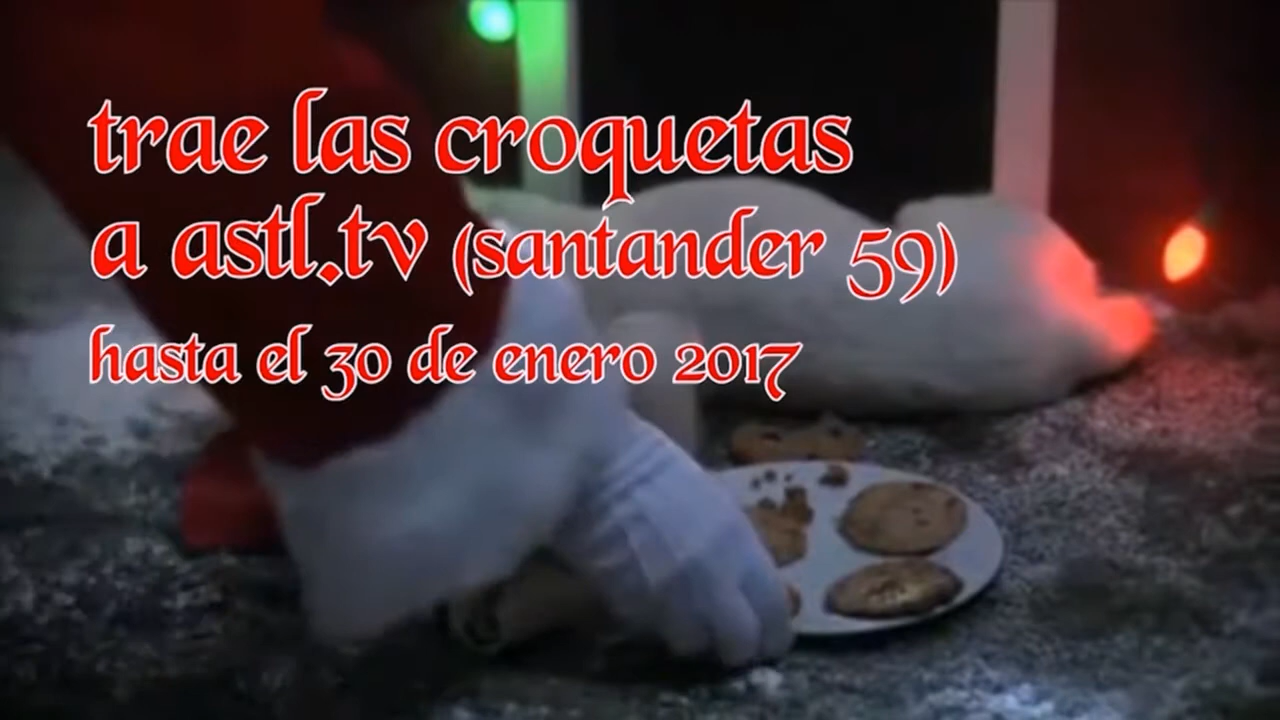 trae las croquetas
a astl.tv (santander 59)
hasta el 30 de enero 2017